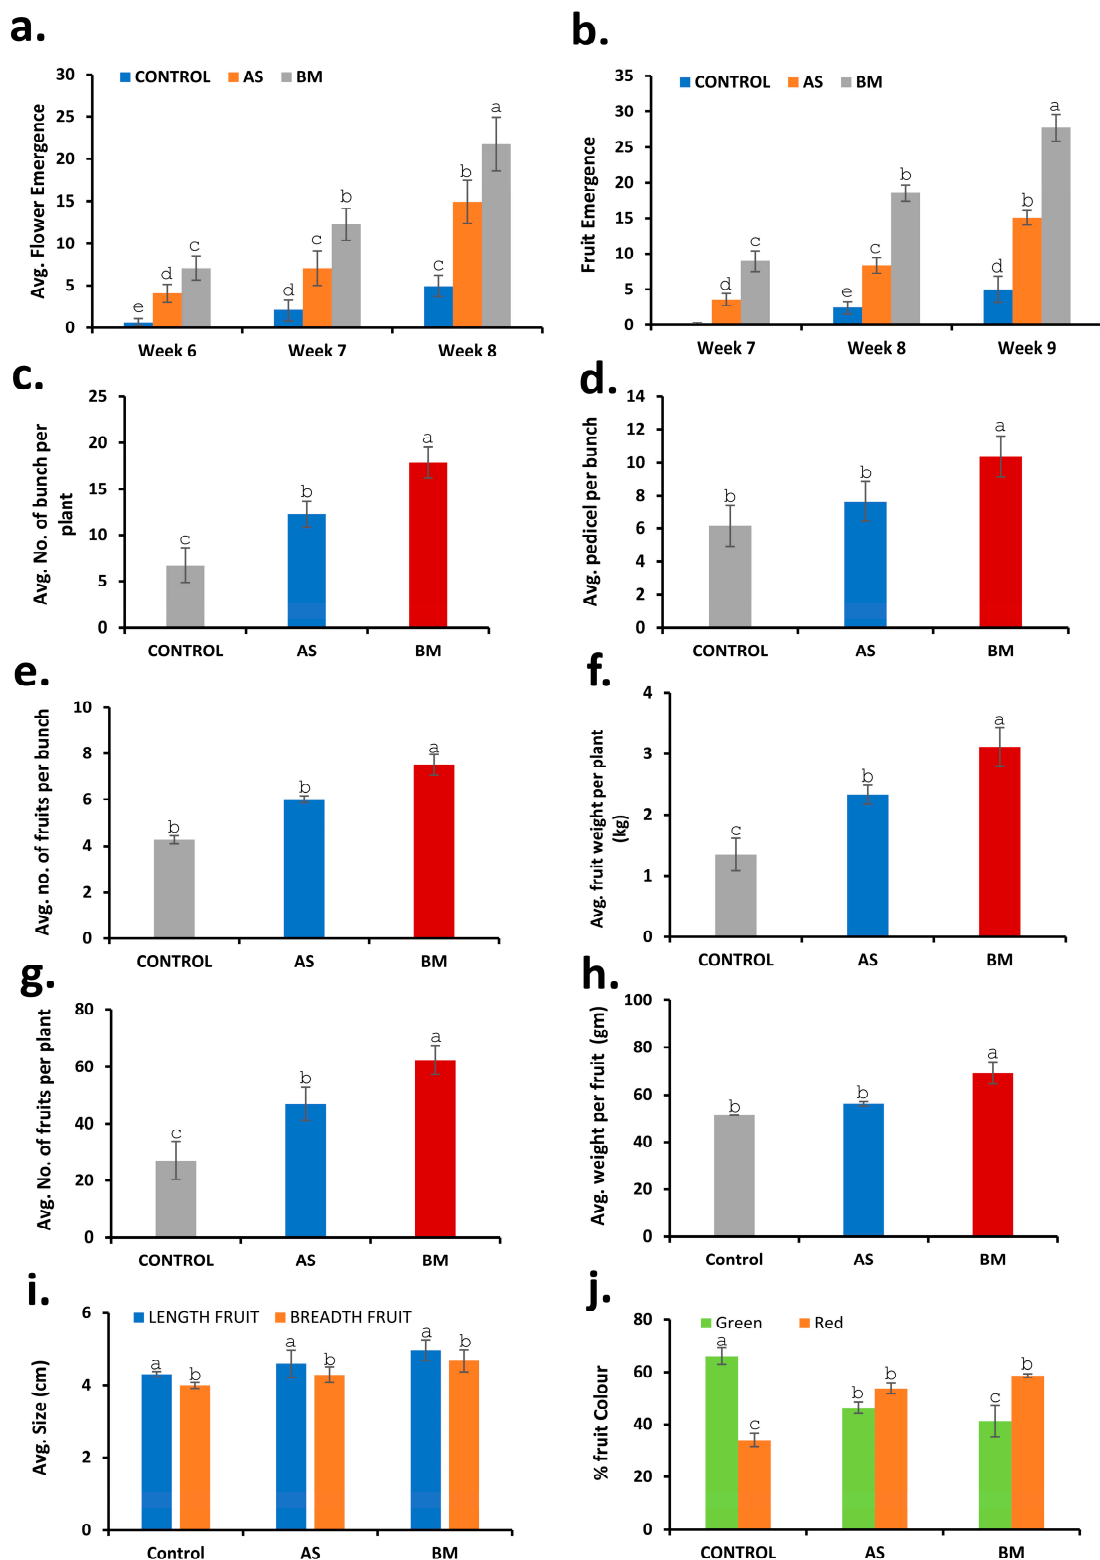 a.
CONTROL AS BM
Avg. Flower Emergence
30
25
20
15
10
5
0
e d c
d c b
c b a
Week 6 Week 7 Week 8
b.
CONTROL AS BM
Fruit Emergence
35
30
25
20
15
10
5
0
d c
e c b
d b a
Week 7 Week 8 Week 9
c.
Avg. No. of bunch per
plant
25
20
15
10
5
0
c b a
CONTROL AS BM
d.
Avg. pedicel per bunch
14
12
10
8
6
4
2
0
b b a
CONTROL AS BM
e.
Avg. no. of fruits per bunch
10
8
6
4
2
0
b b a
CONTROL AS BM
f.
Avg. fruit weight per plant
(kg)
4
3
2
1
0
c b a
CONTROL AS BM
g.
Avg. No. of fruits per plant
80
60
40
20
0
c b a
CONTROL AS BM
h.
Avg. weight per fruit (gm)
100
80
60
40
20
0
b b a
Control AS BM
i.
LENGTH FRUIT BREADTH FRUIT
Avg. Size (cm)
6
4
2
0
a b a b a b
Control AS BM
j.
Green Red
% fruit Colour
80
60
40
20
0
a c b b c b
CONTROL AS BM